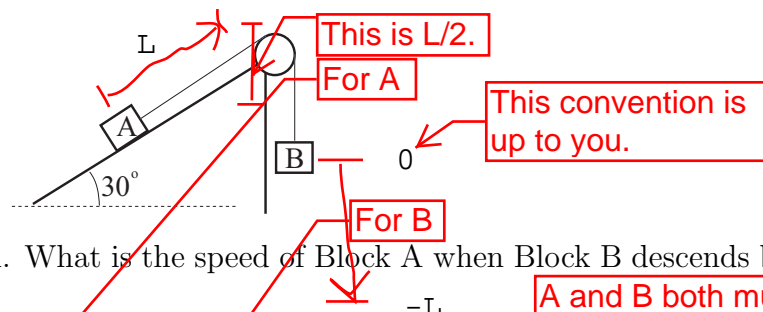 L
This is L/2.
For A
This convention is
up to you.
A
B
0
30°
For B
. What is the speed of Block A when Block B descends
-L
A and B both